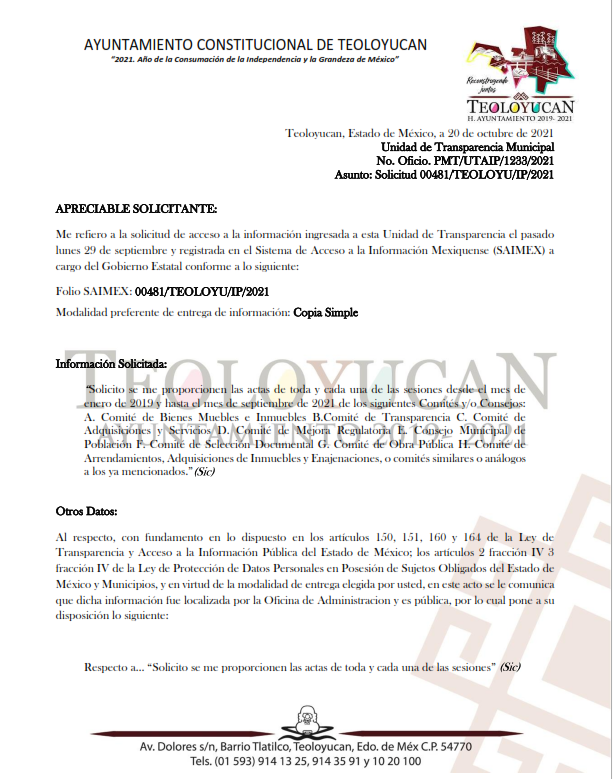 AYUNTAMIENTO CONSTITUCIONAL DE TEOLOYUCAN
"2021. Año de la Consumación de la Independencia y la Grandeza de México"
Reconstruyendo
juntos
TEOLOYUCAN
H. AYUNTAMIENTO 2019- 2021
Teoloyucan, Estado de México, a 20 de octubre de 2021
Unidad de Transparencia Municipal
No. Oficio. PMT/UTAIP/1233/2021
Asunto: Solicitud 00481/TEOLOYU/IP/2021
APRECIABLE SOLICITANTE:
Me refiero a la solicitud de acceso a la información ingresada a esta Unidad de Transparencia el pasado
lunes 29 de septiembre y registrada en el Sistema de Acceso a la Información Mexiquense (SAIMEX) a
cargo del Gobierno Estatal conforme a lo siguiente:
Folio SAIMEX: 00481/TEOLOYU/IP/2021
Modalidad preferente de entrega de información: Copia Simple
TEOLOYUCAN
AYUNTAMIENTO 2019- 2021
Información Solicitada:
"Solicito se me proporcionen las actas de toda y cada una de las sesiones desde el mes de
enero de 2019 y hasta el mes de septiembre de 2021 de los siguientes Comités y/o Consejos:
A. Comité de Bienes Muebles e Inmuebles B.Comité de Transparencia C. Comité de
Adquisiciones y Servicios D. Comité de Mejora Regulatoria E. Consejo Municipal de
Población F. Comité de Selección Documental G. Comité de Obra Pública H. Comité de
Arrendamientos, Adquisiciones de Inmuebles y Enajenaciones, o comités similares o análogos
a los ya mencionados." (Sic)
Otros Datos:
Al respecto, con fundamento en lo dispuesto en los artículos 150, 151, 160 y 164 de la Ley de
Transparencia y Acceso a la Información Pública del Estado de México; los artículos 2 fracción IV 3
fracción IV de la Ley de Protección de Datos Personales en Posesión de Sujetos Obligados del Estado de
México y Municipios, y en virtud de la modalidad de entrega elegida por usted, en este acto se le comunica
que dicha información fue localizada por la Oficina de Administracion y es pública, por lo cual pone a su
disposición lo siguiente:
Respecto a... "Solicito se me proporcionen las actas de toda y cada una de las sesiones" (Sic)
Av. Dolores s/n, Barrio Tlatilco, Teoloyucan, Edo. de Méx C.P. 54770
Tels. (01 593) 914 13 25, 914 35 91 y 10 20 100